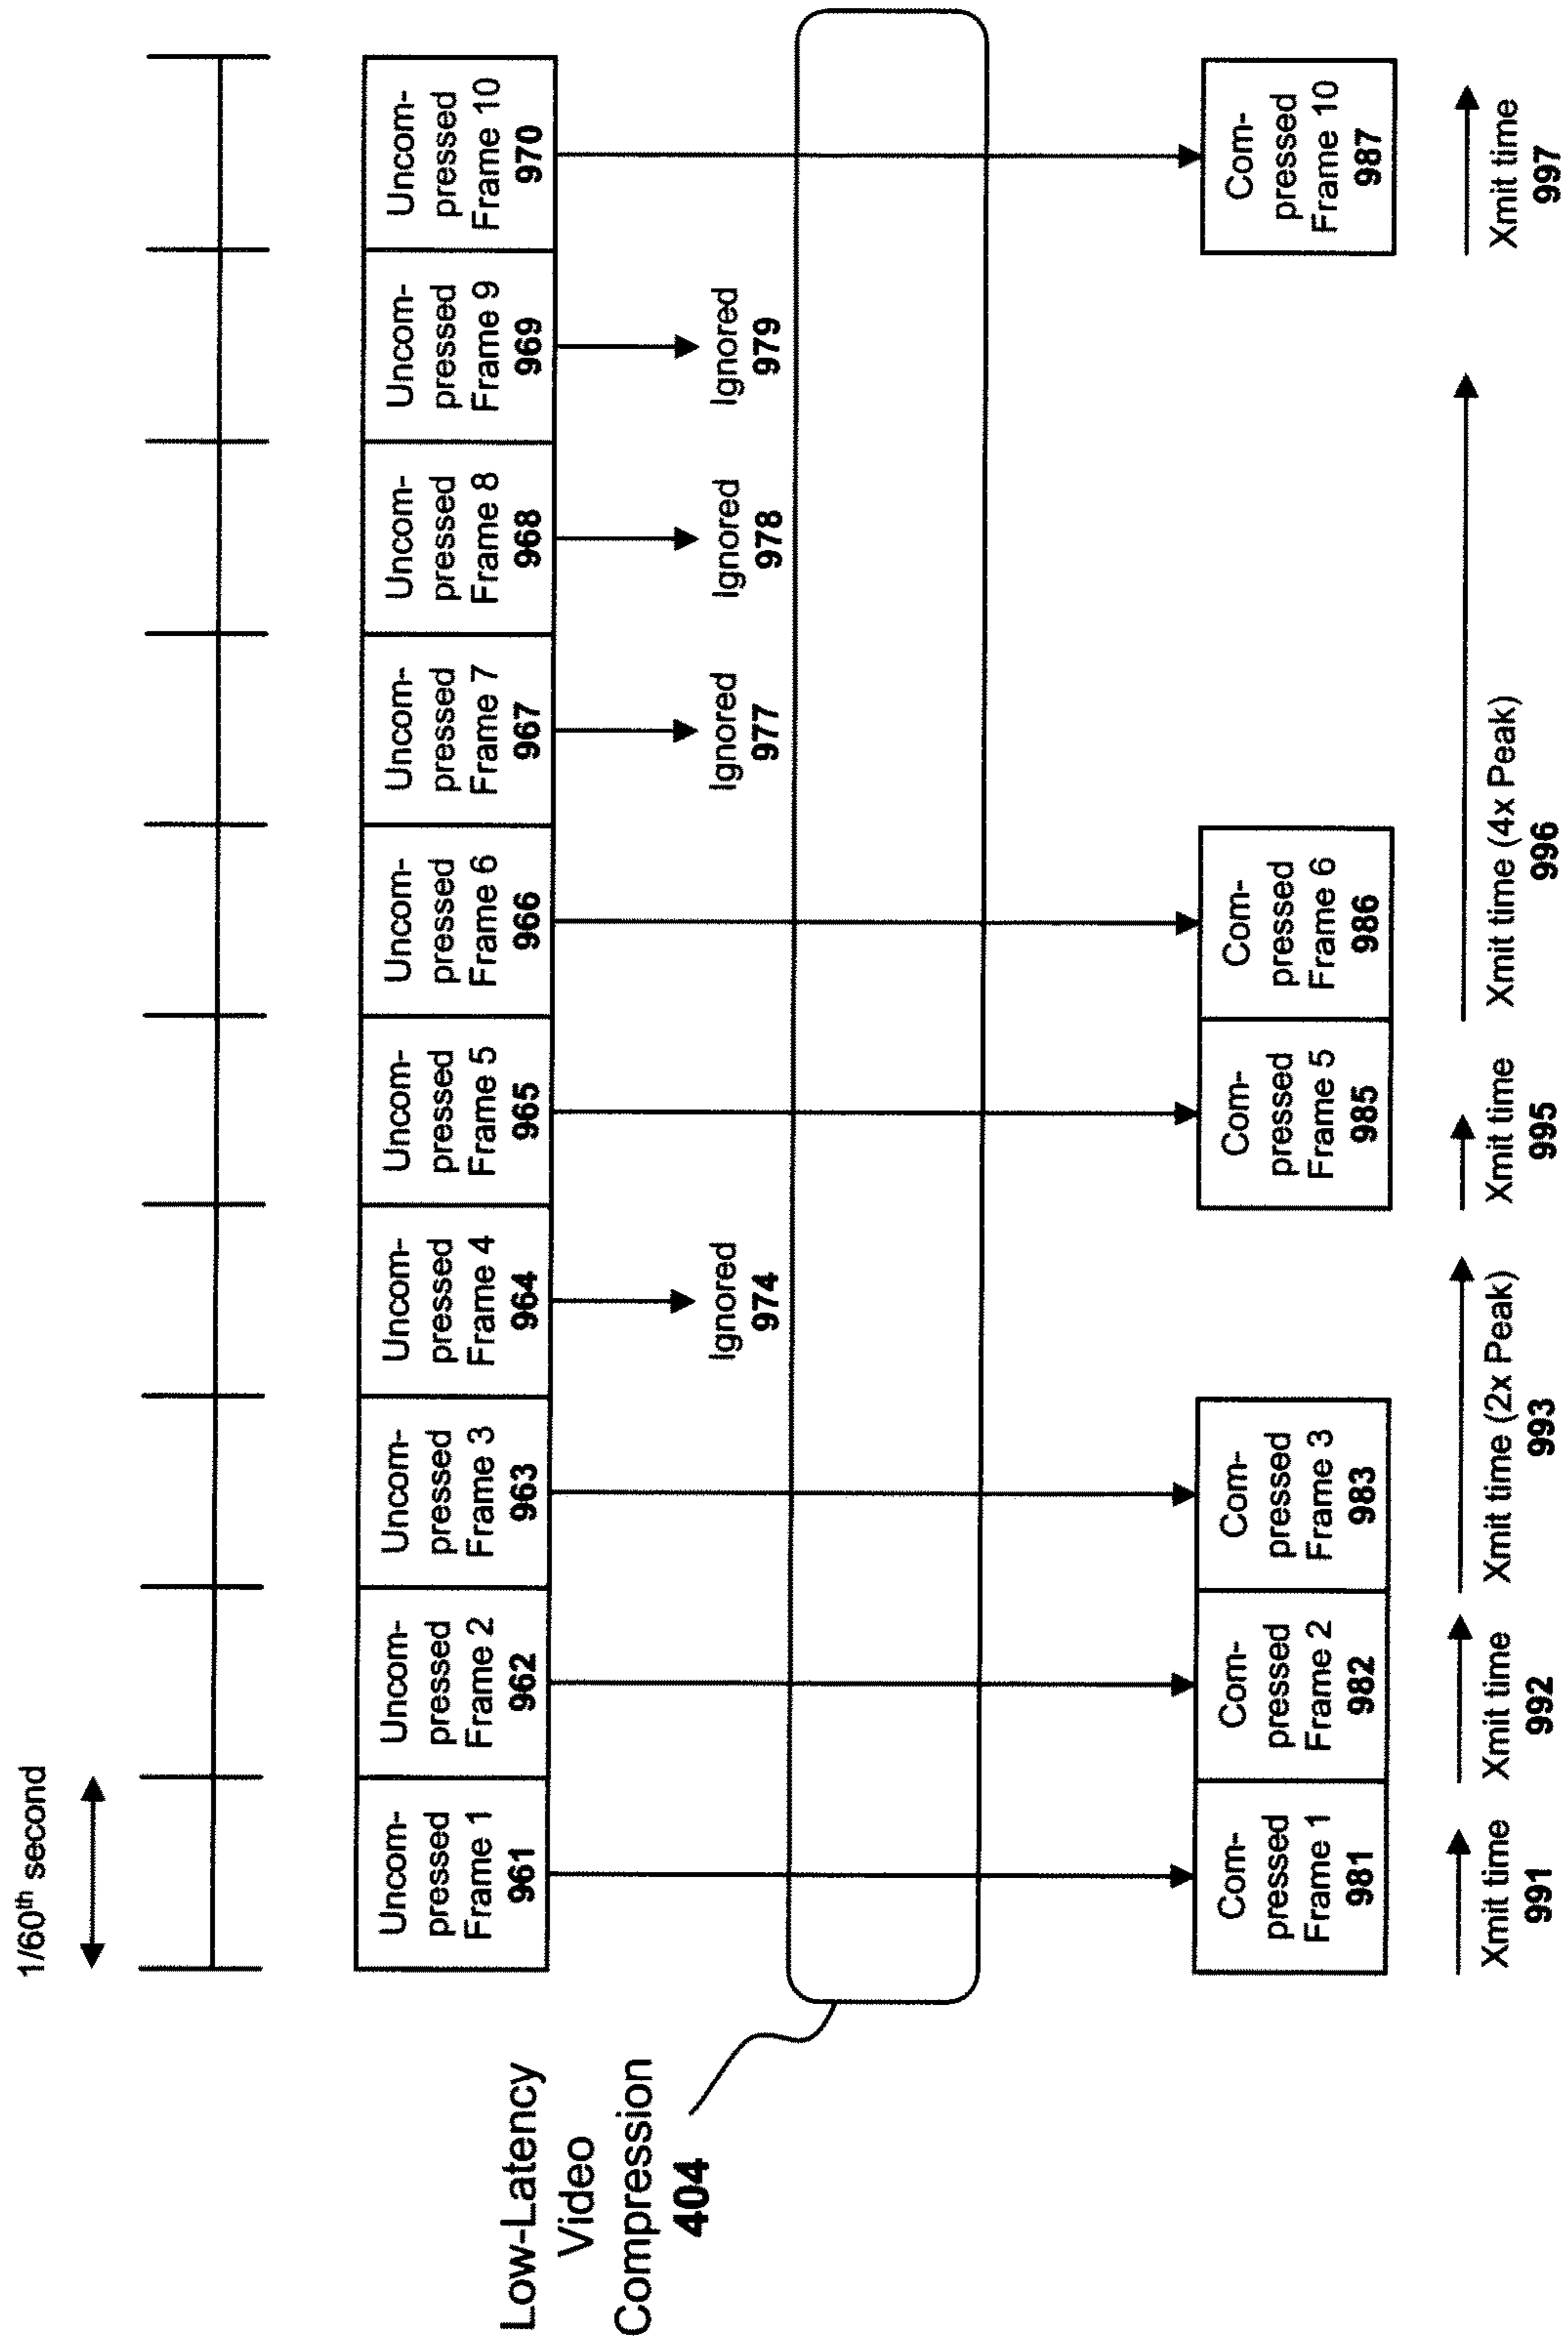 1/60th second
Uncom-
pressed
Frame 1
961
Uncom-
pressed
Frame 2
962
Uncom-
pressed
Frame 3
963
Uncom-
pressed
Frame 4
964
Uncom-
pressed
Frame 5
965
Uncom-
pressed
Frame 6
966
Uncom-
pressed
Frame 7
967
Uncom-
pressed
Frame 8
968
Uncom-
pressed
Frame 9
969
Uncom-
pressed
Frame 10
970
Low-Latency
Video
Compression
404
Ignored
974
Ignored
977
Ignored
978
Ignored
979
Com-
pressed
Frame 1
981
Com-
pressed
Frame 2
982
Com-
pressed
Frame 3
983
Com-
pressed
Frame 5
985
Com-
pressed
Frame 6
986
Com-
pressed
Frame 10
987
Xmit time
991
Xmit time
992
Xmit time (2x Peak)
993
Xmit time
995
Xmit time (4x Peak)
996
Xmit time
997